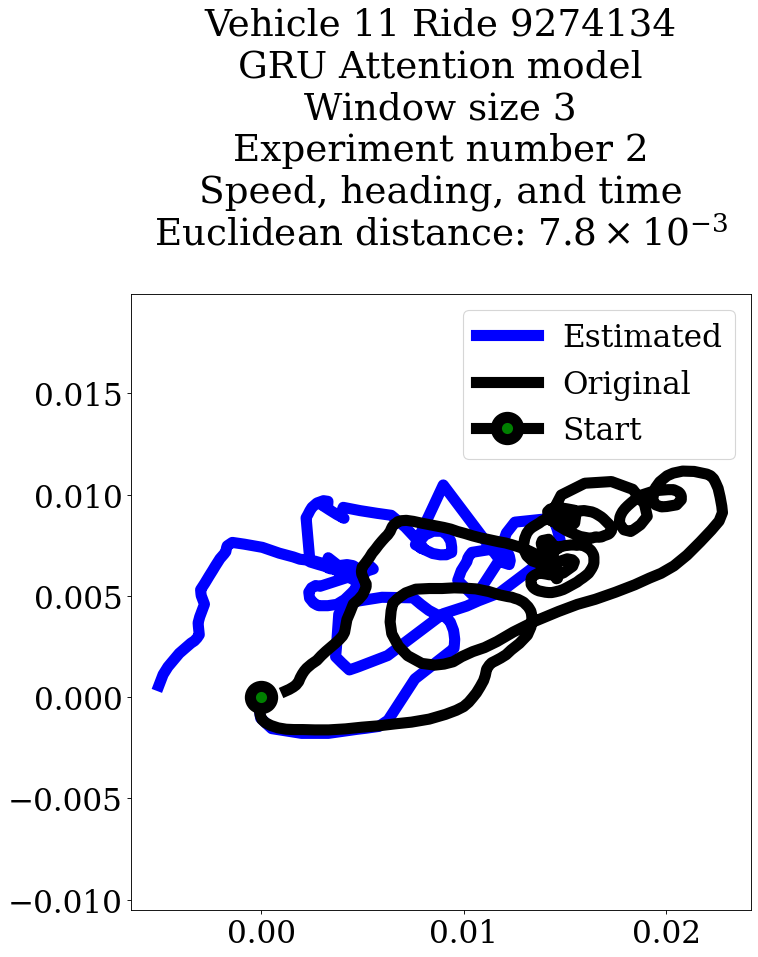 Vehicle 11 Ride 9274134
GRU Attention model
Window size 3
Experiment number 2
Speed, heading, and time
Euclidean distance: 7.8 × 10⁻³
Estimated
Original
Start
0.015
0.010
0.005
0.000
−0.005
−0.010
0.00 0.01 0.02